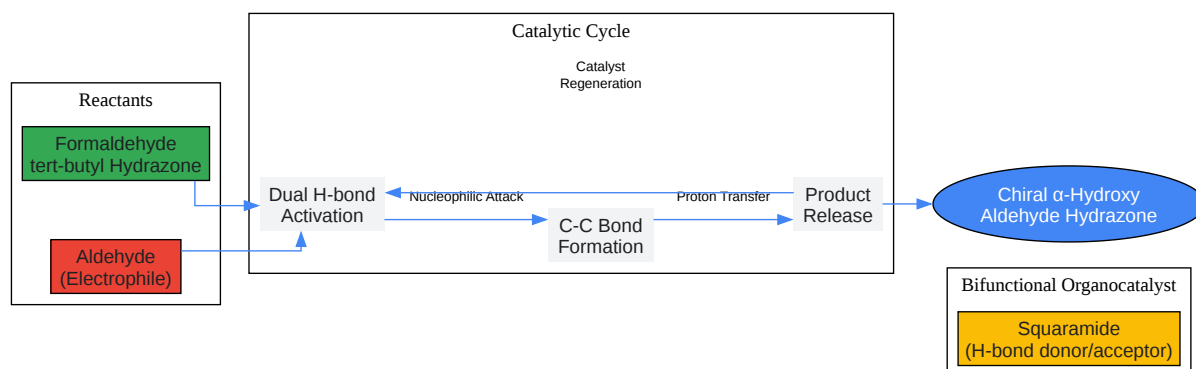 Catalytic Cycle
Catalyst
Regeneration
Reactants
Formaldehyde
tert-butyl Hydrazone
Aldehyde
(Electrophile)
Dual H-bond
Activation
Nucleophilic Attack
C-C Bond
Formation
Proton Transfer
Product
Release
Chiral α-Hydroxy
Aldehyde Hydrazone
Bifunctional Organocatalyst
Squaramide
(H-bond donor/acceptor)